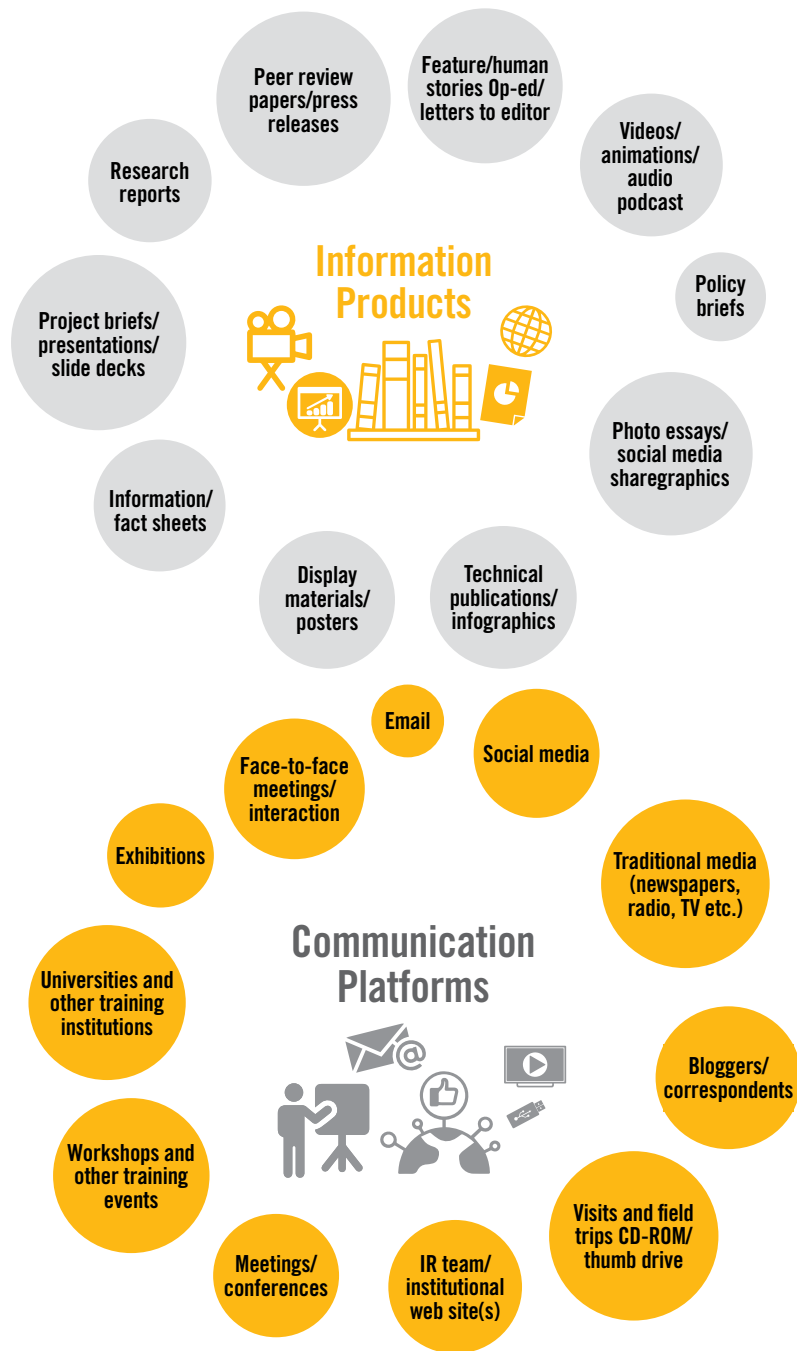 Peer review
papers/press
releases
Feature/human
stories Op-ed/
letters to editor
Videos/
animations/
audio
podcast
Research
reports
Information
Products
Policy
briefs
Project briefs/
presentations/
slide decks
Photo essays/
social media
sharegraphics
Information/
fact sheets
Display
materials/
posters
Technical
publications/
infographics
Email
Social media
Face-to-face
meetings/
interaction
Exhibitions
Traditional media
(newspapers,
radio, TV etc.)
Communication
Platforms
Universities and
other training
institutions
@
Bloggers/
correspondents
Workshops and
other training
events
Visits and field
trips CD-ROM/
thumb drive
Meetings/
conferences
IR team/
institutional
web site(s)